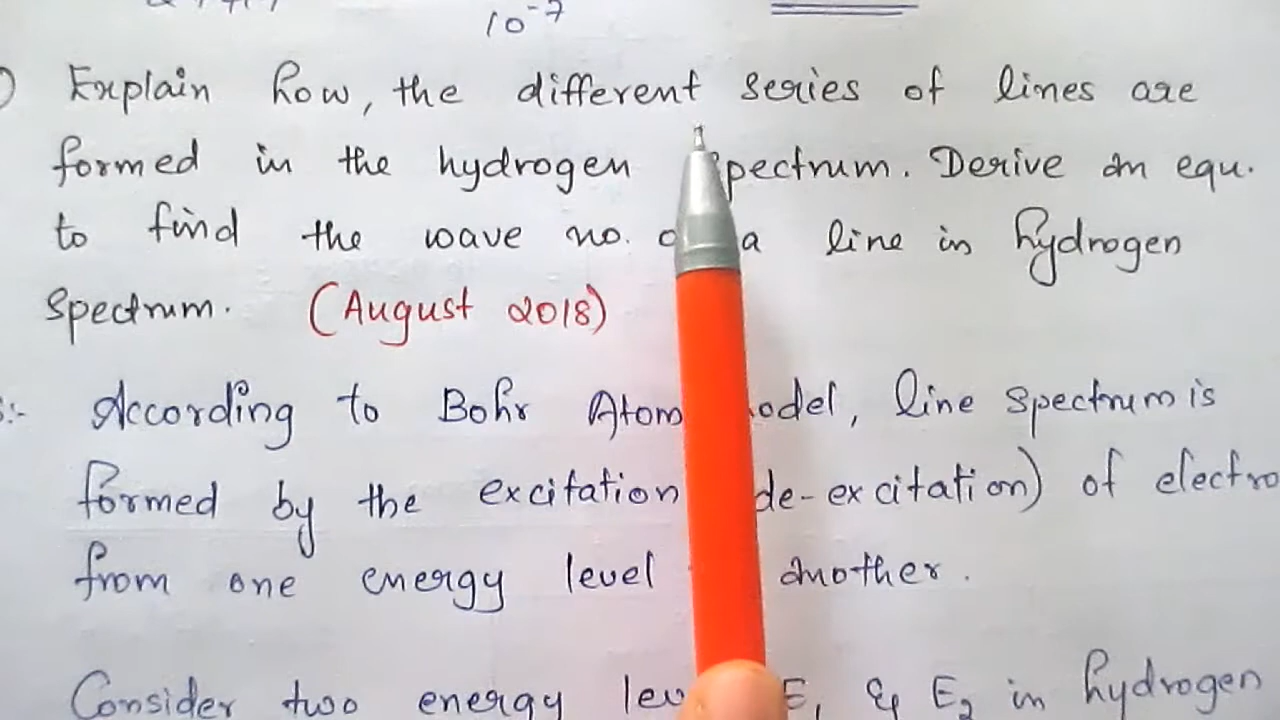 10⁻⁷
Explain how, the different series of lines are
formed in the hydrogen spectrum. Derive an equ.
to find the wave no. a line in hydrogen
spectrum. (August 2018)
According to Bohr Atom model, line spectrum is
formed by the excitation de-excitation) of electro
from one energy level another.
Consider two energy E₁ & E₂ in hydrogen